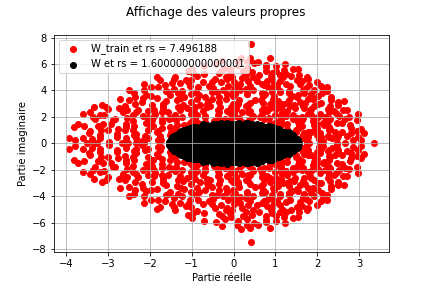 Affichage des valeurs propres
W_train et rs = 7.496188
W et rs = 1.600000000000001
Partie imaginaire
8
6
4
2
0
−2
−4
−6
−8
−4 −3 −2 −1 0 1 2 3
Partie réelle